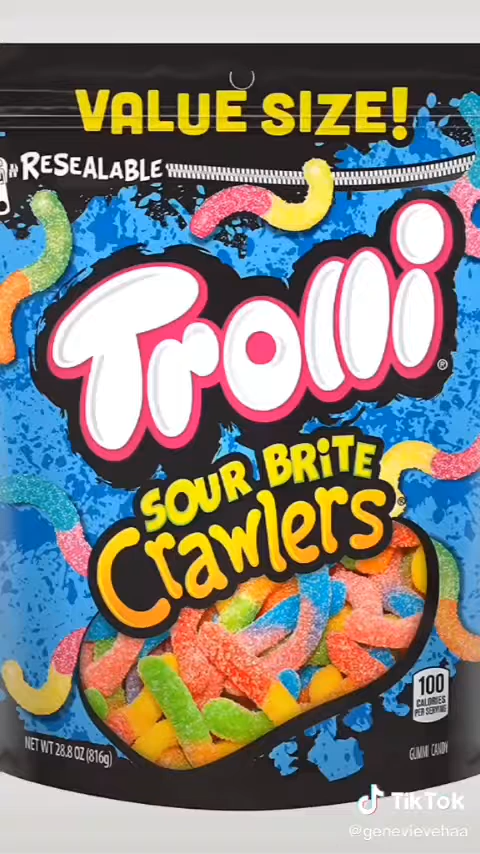 VALUE SIZE!
RESEALABLE
Trolli®
SOUR BRiTE
Crawlers®
100
CALORIES
PER SERVING
NET WT 28.8 OZ (816g)
GUMMI CANDY
TikTok
@genevievehaa